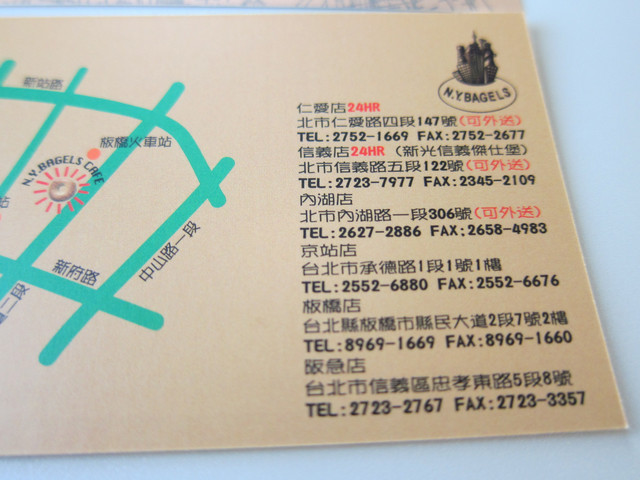 新站路
板橋火車站
N.Y.BAGELS CAFE
站
新府路
中山路一段
二段
N.Y.BAGELS
仁愛店24HR
北市仁愛路四段147號(可外送)
TEL:2752-1669 FAX:2752-2677
信義店24HR (新光信義傑仕堡)
北市信義路五段122號(可外送)
TEL:2723-7977 FAX:2345-2109
內湖店
北市內湖路一段306號(可外送)
TEL:2627-2886 FAX:2658-4983
京站店
台北市承德路1段1號1樓
TEL:2552-6880 FAX:2552-6676
板橋店
台北縣板橋市縣民大道2段7號2樓
TEL:8969-1669 FAX:8969-1660
阪急店
台北市信義區忠孝東路5段8號
TEL:2723-2767 FAX:2723-3357